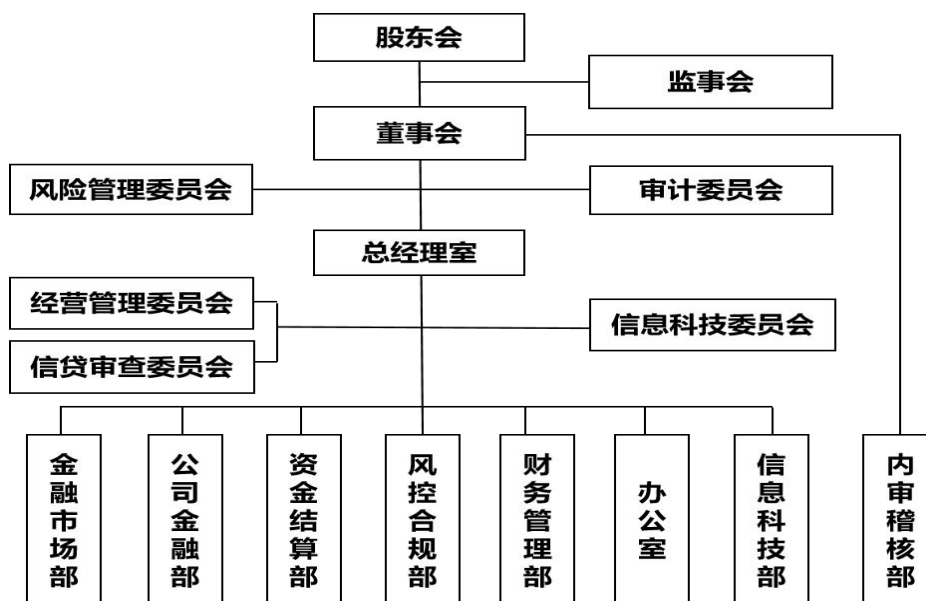 股东会
监事会
董事会
风险管理委员会
审计委员会
总经理室
经营管理委员会
信息科技委员会
信贷审查委员会
金融市场部
公司金融部
资金结算部
风控合规部
财务管理部
办公室
信息科技部
内审稽核部